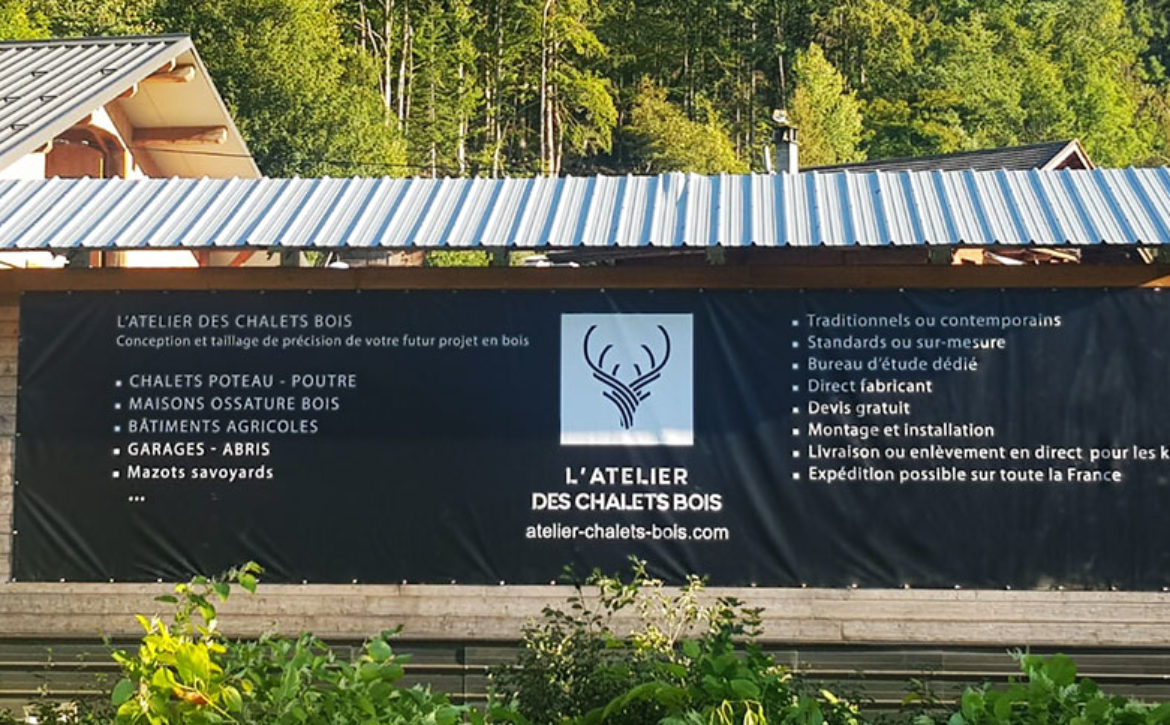 L'ATELIER DES CHALETS BOIS
Conception et taillage de précision de votre futur projet en bois
▪ CHALETS POTEAU - POUTRE
▪ MAISONS OSSATURE BOIS
▪ BÂTIMENTS AGRICOLES
▪ GARAGES - ABRIS
▪ Mazots savoyards
...
L'ATELIER
DES CHALETS BOIS
atelier-chalets-bois.com
▪ Traditionnels ou contemporains
▪ Standards ou sur-mesure
▪ Bureau d'étude dédié
▪ Direct fabricant
▪ Devis gratuit
▪ Montage et installation
▪ Livraison ou enlèvement en direct pour les k
▪ Expédition possible sur toute la France